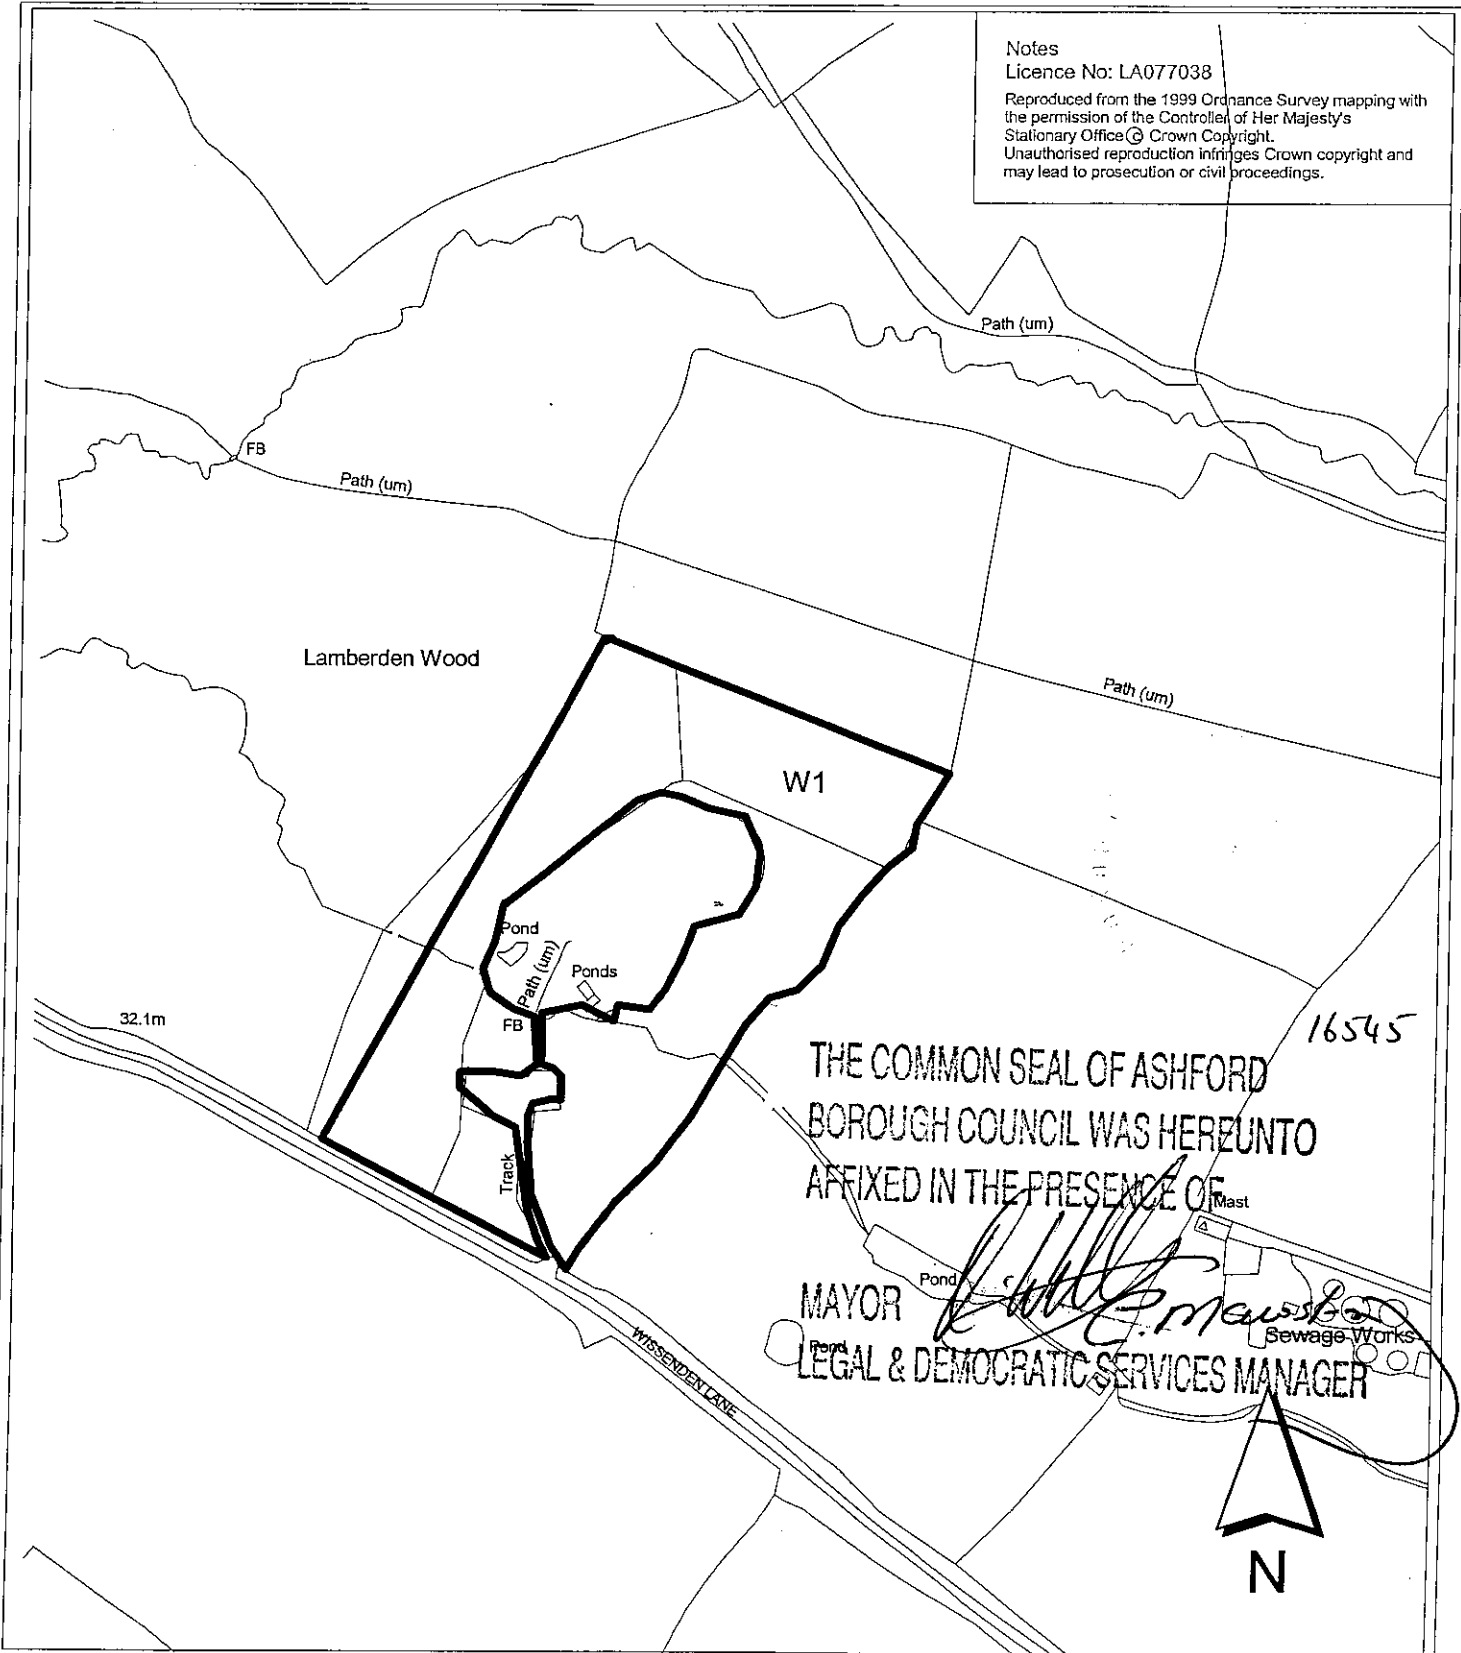 Notes
Licence No: LA077038
Reproduced from the 1999 Ordnance Survey mapping with
the permission of the Controller of Her Majesty's
Stationary Office © Crown Copyright.
Unauthorised reproduction infringes Crown copyright and
may lead to prosecution or civil proceedings.
Path (um)
FB
Path (um)
Lamberden Wood
Path (um)
W1
Pond
Path (um)
Ponds
FB
32.1m
16545
THE COMMON SEAL OF ASHFORD
BOROUGH COUNCIL WAS HEREUNTO
AFFIXED IN THE PRESENCE OF
Track
Mast
Pond
MAYOR
Sewage Works
Pond
LEGAL & DEMOCRATIC SERVICES MANAGER
WISSENDEN LANE
N